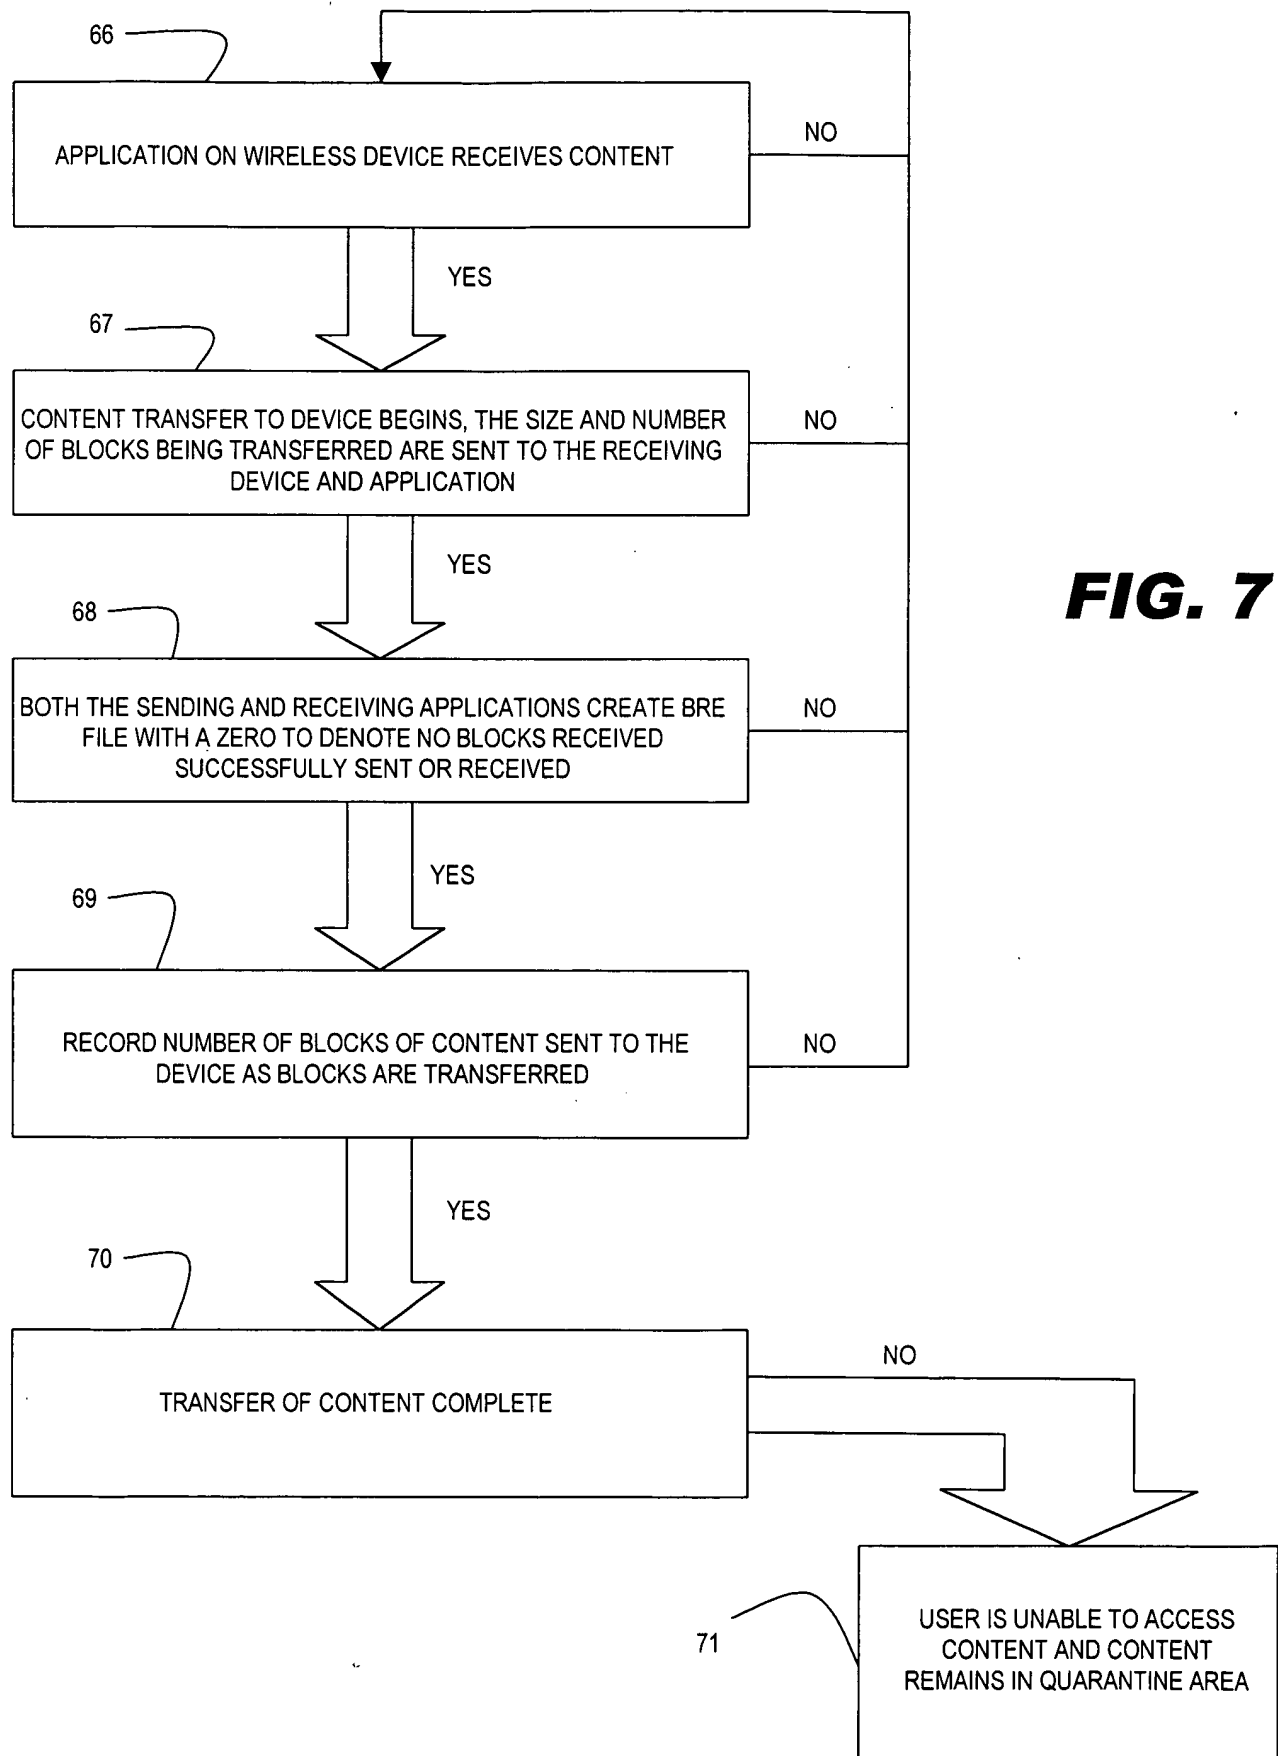 66
APPLICATION ON WIRELESS DEVICE RECEIVES CONTENT
NO
YES
67
CONTENT TRANSFER TO DEVICE BEGINS, THE SIZE AND NUMBER
OF BLOCKS BEING TRANSFERRED ARE SENT TO THE RECEIVING
DEVICE AND APPLICATION
NO
YES
FIG. 7
68
BOTH THE SENDING AND RECEIVING APPLICATIONS CREATE BRE
FILE WITH A ZERO TO DENOTE NO BLOCKS RECEIVED
SUCCESSFULLY SENT OR RECEIVED
NO
YES
69
RECORD NUMBER OF BLOCKS OF CONTENT SENT TO THE
DEVICE AS BLOCKS ARE TRANSFERRED
NO
YES
70
TRANSFER OF CONTENT COMPLETE
NO
71
USER IS UNABLE TO ACCESS
CONTENT AND CONTENT
REMAINS IN QUARANTINE AREA